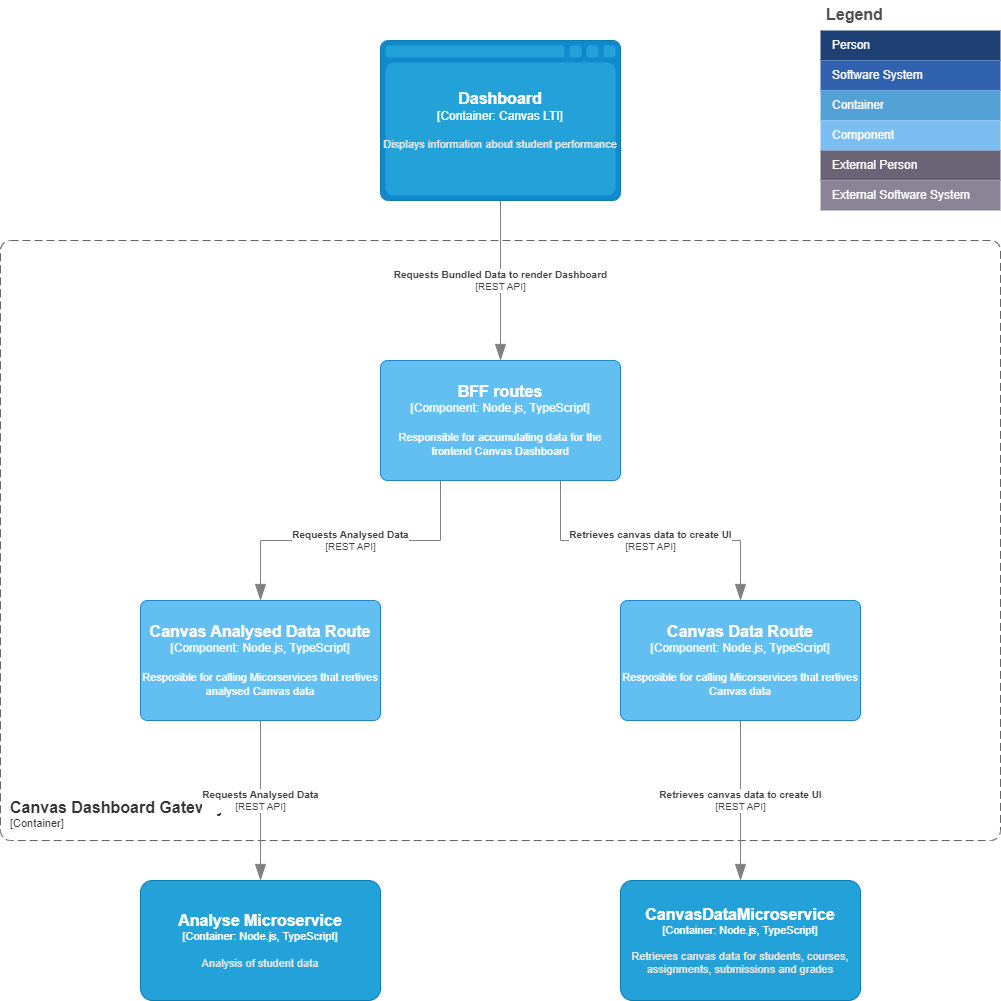 Legend
Person
Software System
Container
Component
External Person
External Software System
Dashboard
[Container: Canvas LTI]
Displays information about student performance
Requests Bundled Data to render Dashboard
[REST API]
BFF routes
[Component: Node.js, TypeScript]
Responsible for accumulating data for the
frontend Canvas Dashboard
Requests Analysed Data
[REST API]
Retrieves canvas data to create UI
[REST API]
Canvas Analysed Data Route
[Component: Node.js, TypeScript]
Resposible for calling Micorservices that rertives
analysed Canvas data
Canvas Data Route
[Component: Node.js, TypeScript]
Resposible for calling Micorservices that rertives
Canvas data
Requests Analysed Data
[REST API]
Retrieves canvas data to create UI
[REST API]
Canvas Dashboard
[Container]
Analyse Microservice
[Container: Node.js, TypeScript]
Analysis of student data
CanvasDataMicroservice
[Container: Node.js, TypeScript]
Retrieves canvas data for students, courses,
assignments, submissions and grades